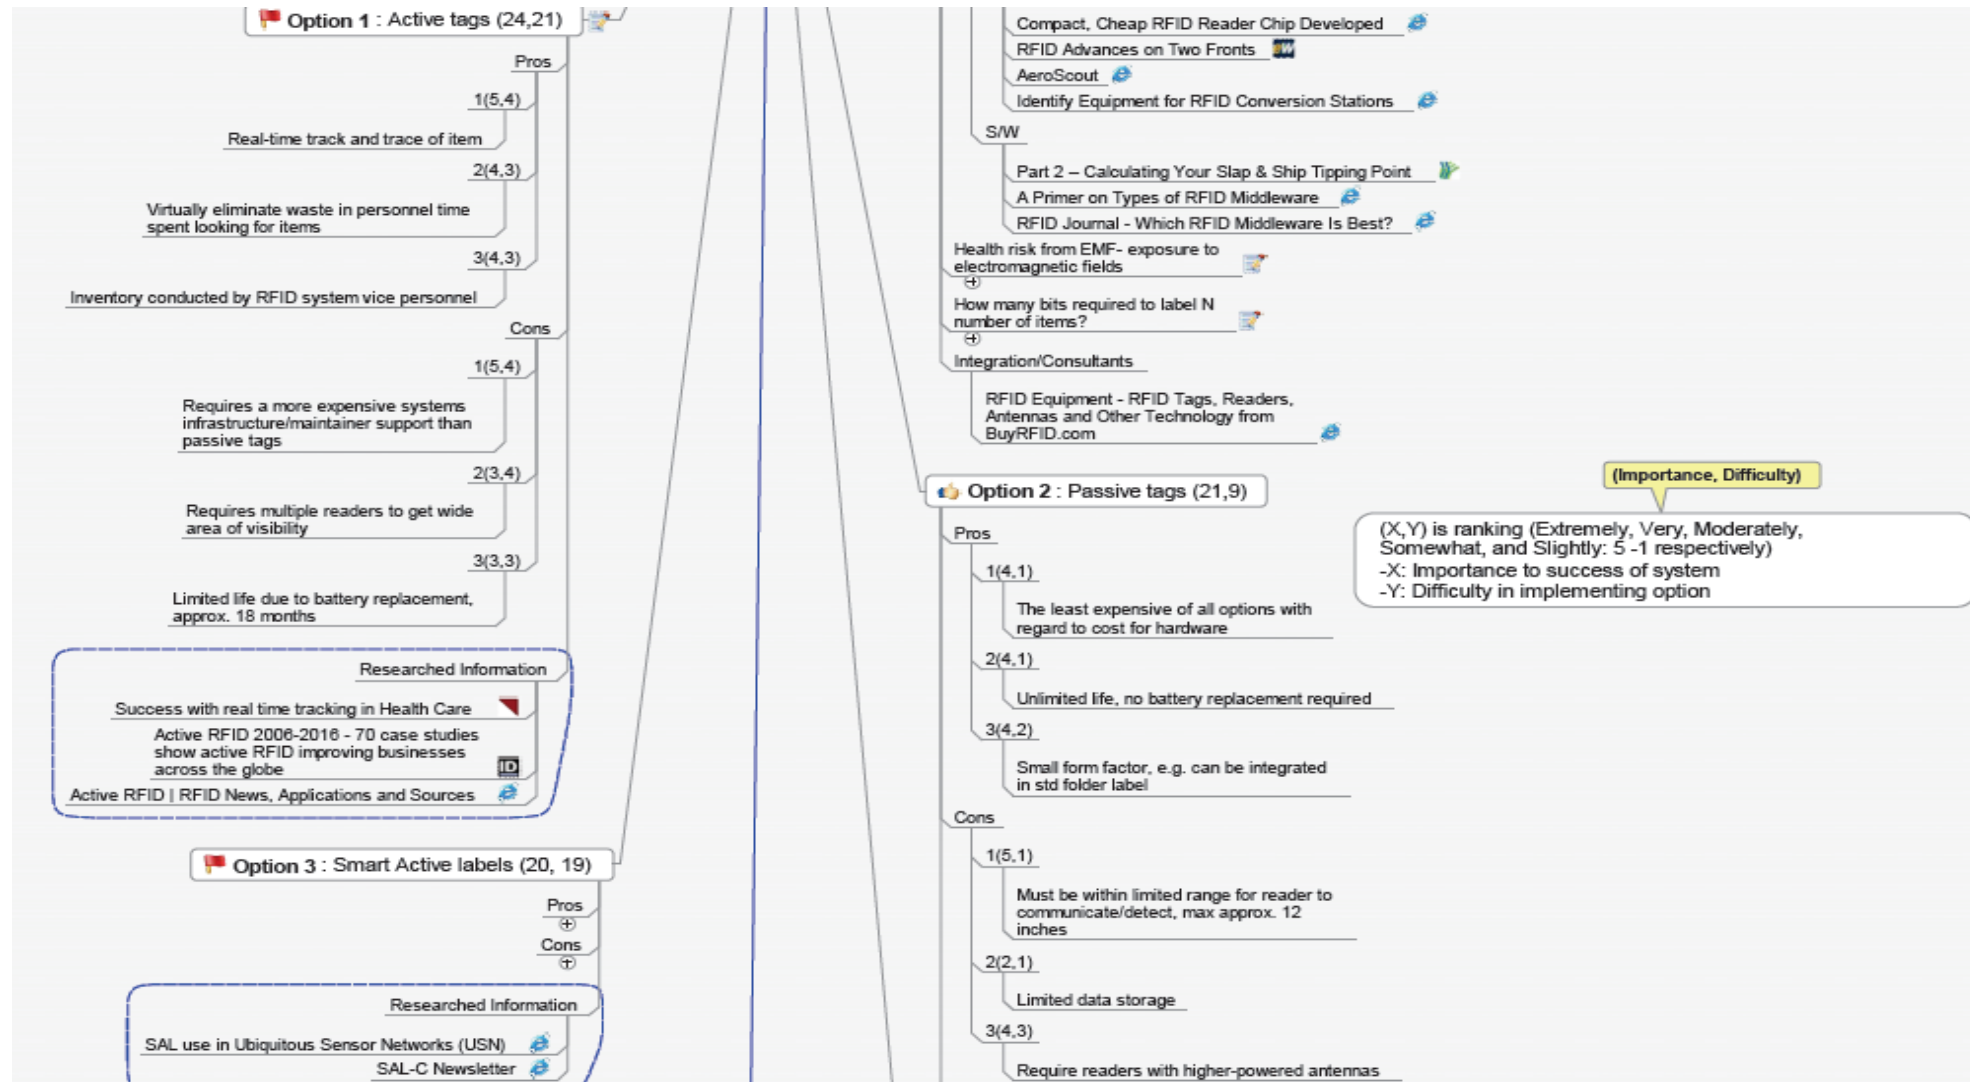 Option 1 : Active tags (24,21)
Pros
1(5,4)
Real-time track and trace of item
2(4,3)
Virtually eliminate waste in personnel time
spent looking for items
3(4,3)
Inventory conducted by RFID system vice personnel
Cons
1(5,4)
Requires a more expensive systems
infrastructure/maintainer support than
passive tags
2(3,4)
Requires multiple readers to get wide
area of visibility
3(3,3)
Limited life due to battery replacement,
approx. 18 months
Researched Information
Success with real time tracking in Health Care
Active RFID 2006-2016 - 70 case studies
show active RFID improving businesses
across the globe
ID
Active RFID | RFID News, Applications and Sources
Option 3 : Smart Active labels (20, 19)
Pros
Cons
Researched Information
SAL use in Ubiquitous Sensor Networks (USN)
SAL-C Newsletter
Compact, Cheap RFID Reader Chip Developed
RFID Advances on Two Fronts
AeroScout
Identify Equipment for RFID Conversion Stations
S/W
Part 2 – Calculating Your Slap & Ship Tipping Point
A Primer on Types of RFID Middleware
RFID Journal - Which RFID Middleware Is Best?
Health risk from EMF- exposure to
electromagnetic fields
How many bits required to label N
number of items?
Integration/Consultants
RFID Equipment - RFID Tags, Readers,
Antennas and Other Technology from
BuyRFID.com
Option 2 : Passive tags (21,9)
Pros
1(4,1)
The least expensive of all options with
regard to cost for hardware
2(4,1)
Unlimited life, no battery replacement required
3(4,2)
Small form factor, e.g. can be integrated
in std folder label
Cons
1(5,1)
Must be within limited range for reader to
communicate/detect, max approx. 12
inches
2(2,1)
Limited data storage
3(4,3)
Require readers with higher-powered antennas
(Importance, Difficulty)
(X,Y) is ranking (Extremely, Very, Moderately,
Somewhat, and Slightly: 5 -1 respectively)
-X: Importance to success of system
-Y: Difficulty in implementing option